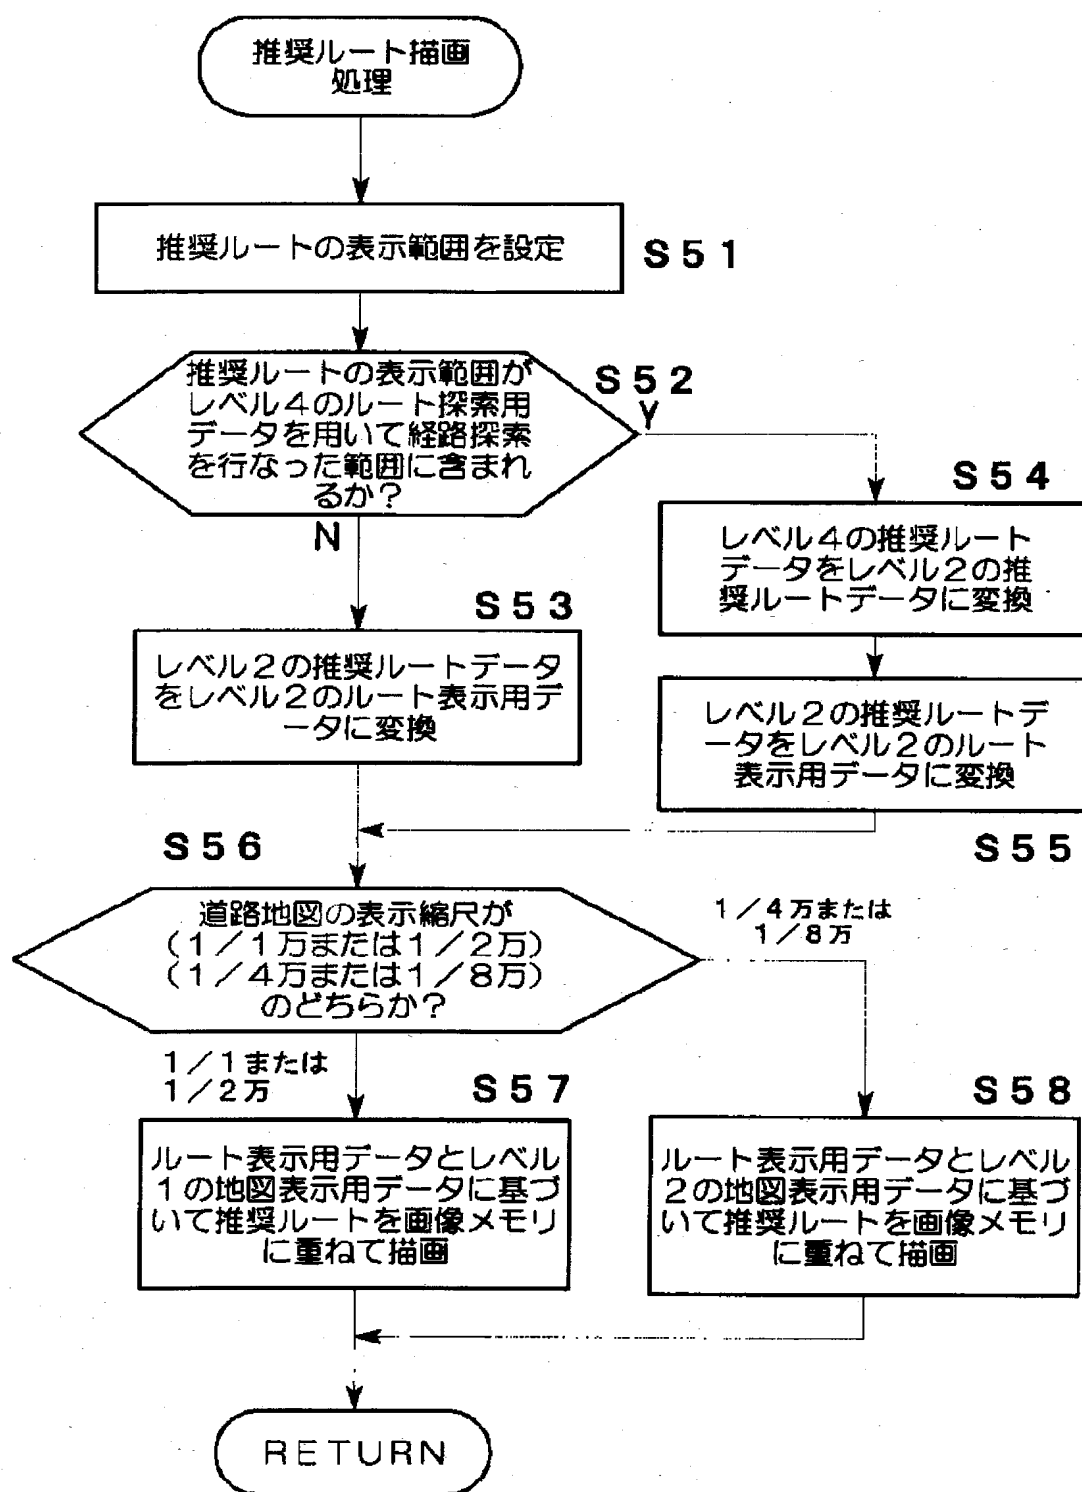 推奨ルート描画
処理
推奨ルートの表示範囲を設定
S51
推奨ルートの表示範囲が
レベル4のルート探索用
データを用いて経路探索
を行なった範囲に含まれ
るか?
S52
Y
N
S54
レベル4の推奨ルート
データをレベル2の推
奨ルートデータに変換
S53
レベル2の推奨ルートデータ
をレベル2のルート表示用デ
ータに変換
レベル2の推奨ルートデ
ータをレベル2のルート
表示用データに変換
S55
S56
道路地図の表示縮尺が
(1/1万または1/2万)
(1/4万または1/8万)
のどちらか?
1/4万または
1/8万
1/1または
1/2万
S57
ルート表示用データとレベル
1の地図表示用データに基づ
いて推奨ルートを画像メモリ
に重ねて描画
S58
ルート表示用データとレベル
2の地図表示用データに基づ
いて推奨ルートを画像メモリ
に重ねて描画
RETURN